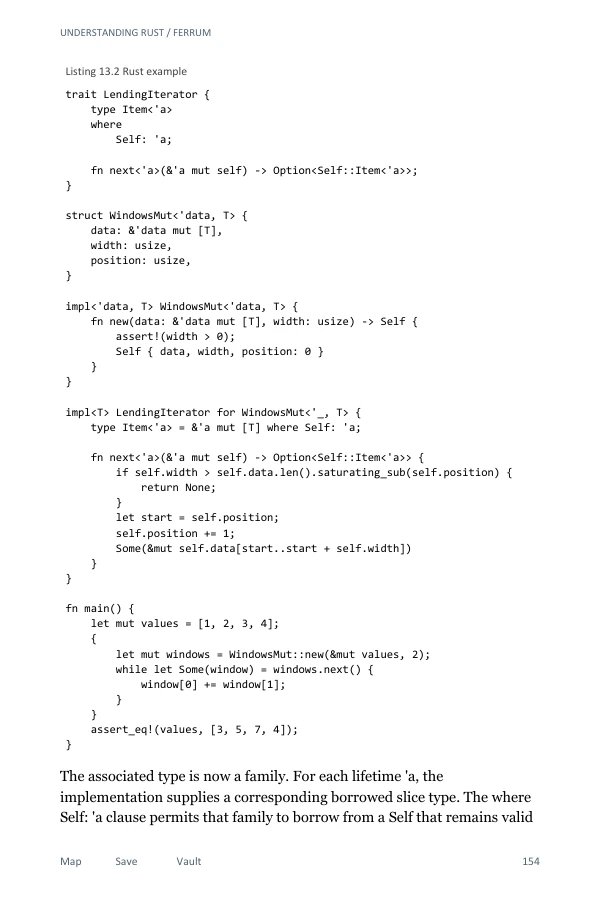 UNDERSTANDING RUST / FERRUM
Listing 13.2 Rust example
trait LendingIterator {
    type Item<'a>
    where
        Self: 'a;

    fn next<'a>(&'a mut self) -> Option<Self::Item<'a>>;
}

struct WindowsMut<'data, T> {
    data: &'data mut [T],
    width: usize,
    position: usize,
}

impl<'data, T> WindowsMut<'data, T> {
    fn new(data: &'data mut [T], width: usize) -> Self {
        assert!(width > 0);
        Self { data, width, position: 0 }
    }
}

impl<T> LendingIterator for WindowsMut<'_, T> {
    type Item<'a> = &'a mut [T] where Self: 'a;

    fn next<'a>(&'a mut self) -> Option<Self::Item<'a>> {
        if self.width > self.data.len().saturating_sub(self.position) {
            return None;
        }
        let start = self.position;
        self.position += 1;
        Some(&mut self.data[start..start + self.width])
    }
}

fn main() {
    let mut values = [1, 2, 3, 4];
    {
        let mut windows = WindowsMut::new(&mut values, 2);
        while let Some(window) = windows.next() {
            window[0] += window[1];
        }
    }
    assert_eq!(values, [3, 5, 7, 4]);
}
The associated type is now a family. For each lifetime 'a, the
implementation supplies a corresponding borrowed slice type. The where
Self: 'a clause permits that family to borrow from a Self that remains valid
Map Save Vault 154